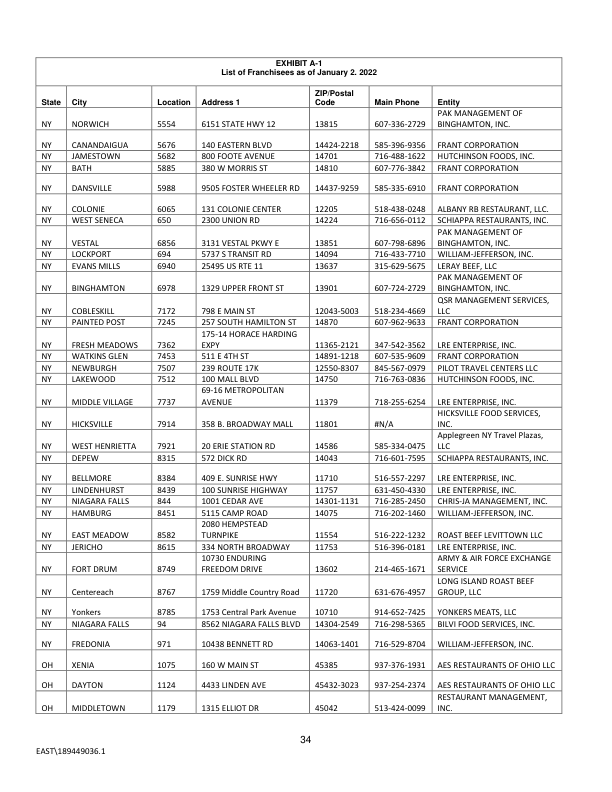 EXHIBIT A-1
List of Franchisees as of January 2. 2022
State City Location Address 1 ZIP/Postal Code Main Phone Entity
NY NORWICH 5554 6151 STATE HWY 12 13815 607-336-2729 PAK MANAGEMENT OF BINGHAMTON, INC.
NY CANANDAIGUA 5676 140 EASTERN BLVD 14424-2218 585-396-9356 FRANT CORPORATION
NY JAMESTOWN 5682 800 FOOTE AVENUE 14701 716-488-1622 HUTCHINSON FOODS, INC.
NY BATH 5885 380 W MORRIS ST 14810 607-776-3842 FRANT CORPORATION
NY DANSVILLE 5988 9505 FOSTER WHEELER RD 14437-9259 585-335-6910 FRANT CORPORATION
NY COLONIE 6065 131 COLONIE CENTER 12205 518-438-0248 ALBANY RB RESTAURANT, LLC.
NY WEST SENECA 650 2300 UNION RD 14224 716-656-0112 SCHIAPPA RESTAURANTS, INC.
NY VESTAL 6856 3131 VESTAL PKWY E 13851 607-798-6896 PAK MANAGEMENT OF BINGHAMTON, INC.
NY LOCKPORT 694 5737 S TRANSIT RD 14094 716-433-7710 WILLIAM-JEFFERSON, INC.
NY EVANS MILLS 6940 25495 US RTE 11 13637 315-629-5675 LERAY BEEF, LLC
NY BINGHAMTON 6978 1329 UPPER FRONT ST 13901 607-724-2729 PAK MANAGEMENT OF BINGHAMTON, INC.
NY COBLESKILL 7172 798 E MAIN ST 12043-5003 518-234-4669 QSR MANAGEMENT SERVICES, LLC
NY PAINTED POST 7245 257 SOUTH HAMILTON ST 14870 607-962-9633 FRANT CORPORATION
NY FRESH MEADOWS 7362 175-14 HORACE HARDING EXPY 11365-2121 347-542-3562 LRE ENTERPRISE, INC.
NY WATKINS GLEN 7453 511 E 4TH ST 14891-1218 607-535-9609 FRANT CORPORATION
NY NEWBURGH 7507 239 ROUTE 17K 12550-8307 845-567-0979 PILOT TRAVEL CENTERS LLC
NY LAKEWOOD 7512 100 MALL BLVD 14750 716-763-0836 HUTCHINSON FOODS, INC.
NY MIDDLE VILLAGE 7737 69-16 METROPOLITAN AVENUE 11379 718-255-6254 LRE ENTERPRISE, INC.
NY HICKSVILLE 7914 358 B. BROADWAY MALL 11801 #N/A HICKSVILLE FOOD SERVICES, INC.
NY WEST HENRIETTA 7921 20 ERIE STATION RD 14586 585-334-0475 Applegreen NY Travel Plazas, LLC
NY DEPEW 8315 572 DICK RD 14043 716-601-7595 SCHIAPPA RESTAURANTS, INC.
NY BELLMORE 8384 409 E. SUNRISE HWY 11710 516-557-2297 LRE ENTERPRISE, INC.
NY LINDENHURST 8439 100 SUNRISE HIGHWAY 11757 631-450-4330 LRE ENTERPRISE, INC.
NY NIAGARA FALLS 844 1001 CEDAR AVE 14301-1131 716-285-2450 CHRIS-JA MANAGEMENT, INC.
NY HAMBURG 8451 5115 CAMP ROAD 14075 716-202-1460 WILLIAM-JEFFERSON, INC.
NY EAST MEADOW 8582 2080 HEMPSTEAD TURNPIKE 11554 516-222-1232 ROAST BEEF LEVITTOWN LLC
NY JERICHO 8615 334 NORTH BROADWAY 11753 516-396-0181 LRE ENTERPRISE, INC.
NY FORT DRUM 8749 10730 ENDURING FREEDOM DRIVE 13602 214-465-1671 ARMY & AIR FORCE EXCHANGE SERVICE
NY Centereach 8767 1759 Middle Country Road 11720 631-676-4957 LONG ISLAND ROAST BEEF GROUP, LLC
NY Yonkers 8785 1753 Central Park Avenue 10710 914-652-7425 YONKERS MEATS, LLC
NY NIAGARA FALLS 94 8562 NIAGARA FALLS BLVD 14304-2549 716-298-5365 BILVI FOOD SERVICES, INC.
NY FREDONIA 971 10438 BENNETT RD 14063-1401 716-529-8704 WILLIAM-JEFFERSON, INC.
OH XENIA 1075 160 W MAIN ST 45385 937-376-1931 AES RESTAURANTS OF OHIO LLC
OH DAYTON 1124 4433 LINDEN AVE 45432-3023 937-254-2374 AES RESTAURANTS OF OHIO LLC
OH MIDDLETOWN 1179 1315 ELLIOT DR 45042 513-424-0099 RESTAURANT MANAGEMENT, INC.
34
EAST\189449036.1